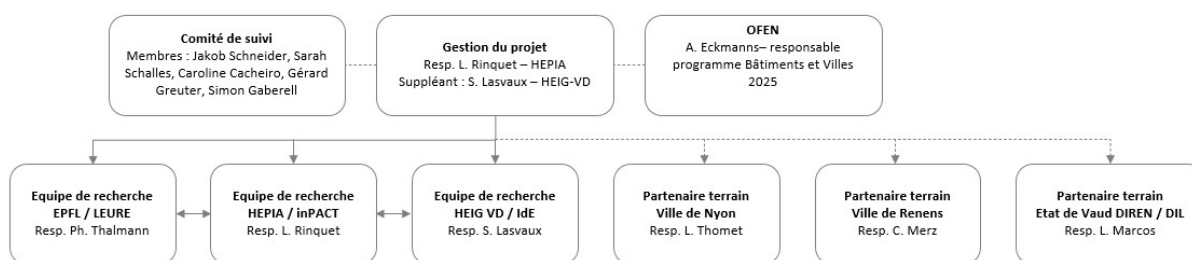 Comité de suivi
Membres : Jakob Schneider, Sarah
Schalles, Caroline Cacheiro, Gérard
Greuter, Simon Gaberell
Gestion du projet
Resp. L. Rinquet – HEPIA
Suppléant : S. Lasvaux – HEIG-VD
OFEN
A. Eckmanns– responsable
programme Bâtiments et Villes
2025
Equipe de recherche
EPFL / LEURE
Resp. Ph. Thalmann
Equipe de recherche
HEPIA / inPACT
Resp. L. Rinquet
Equipe de recherche
HEIG VD / IdE
Resp. S. Lasvaux
Partenaire terrain
Ville de Nyon
Resp. L. Thomet
Partenaire terrain
Ville de Renens
Resp. C. Merz
Partenaire terrain
Etat de Vaud DIREN / DIL
Resp. L. Marcos